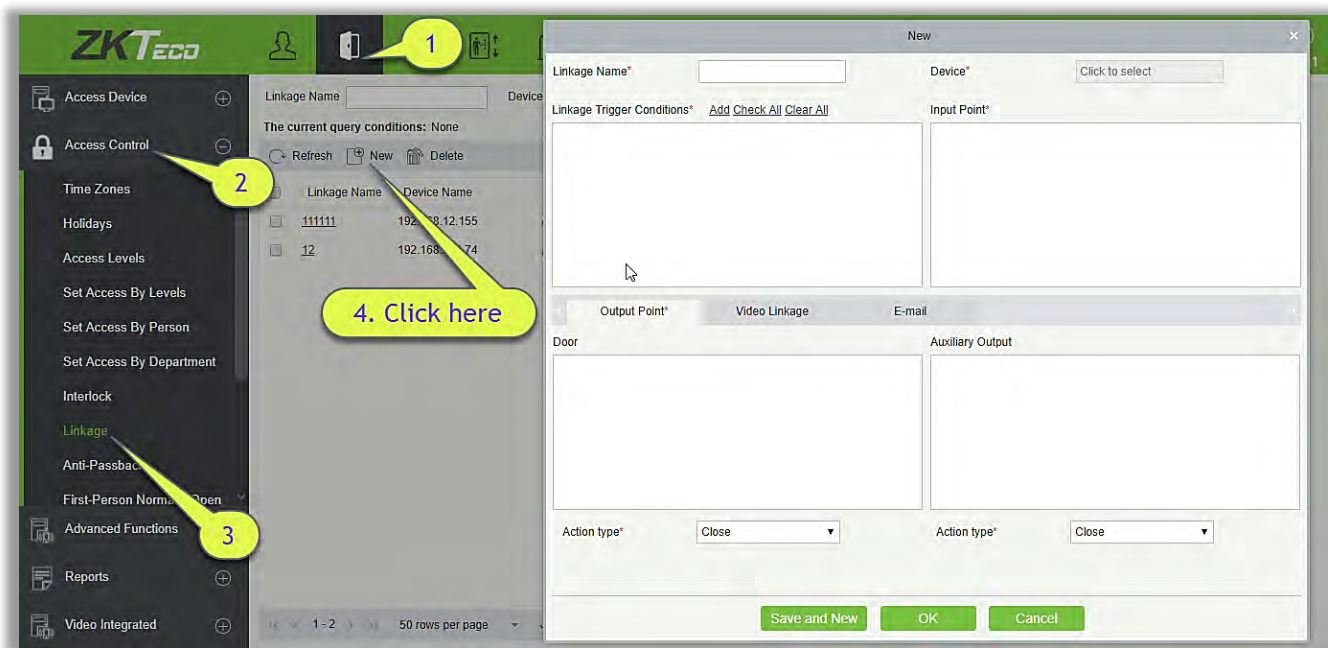 ZKTECO
1
New
1
Access Device
Linkage Name
Device
Linkage Name*
Device*
Click to select
The current query conditions: None
Linkage Trigger Conditions*
Add Check All Clear All
Input Point*
Access Control
Refresh
New
Delete
2
Time Zones
Linkage Name
Device Name
Holidays
111111
12
Access Levels
Set Access By Levels
4. Click here
Output Point*
Video Linkage
E-mail
Set Access By Person
Door
Auxiliary Output
Set Access By Department
Interlock
Linkage
First-Person
3
Advanced Functions
Action type*
Close
Action type*
Close
Reports
Video Integrated
1 - 2
50 rows per page
Save and New
OK
Cancel